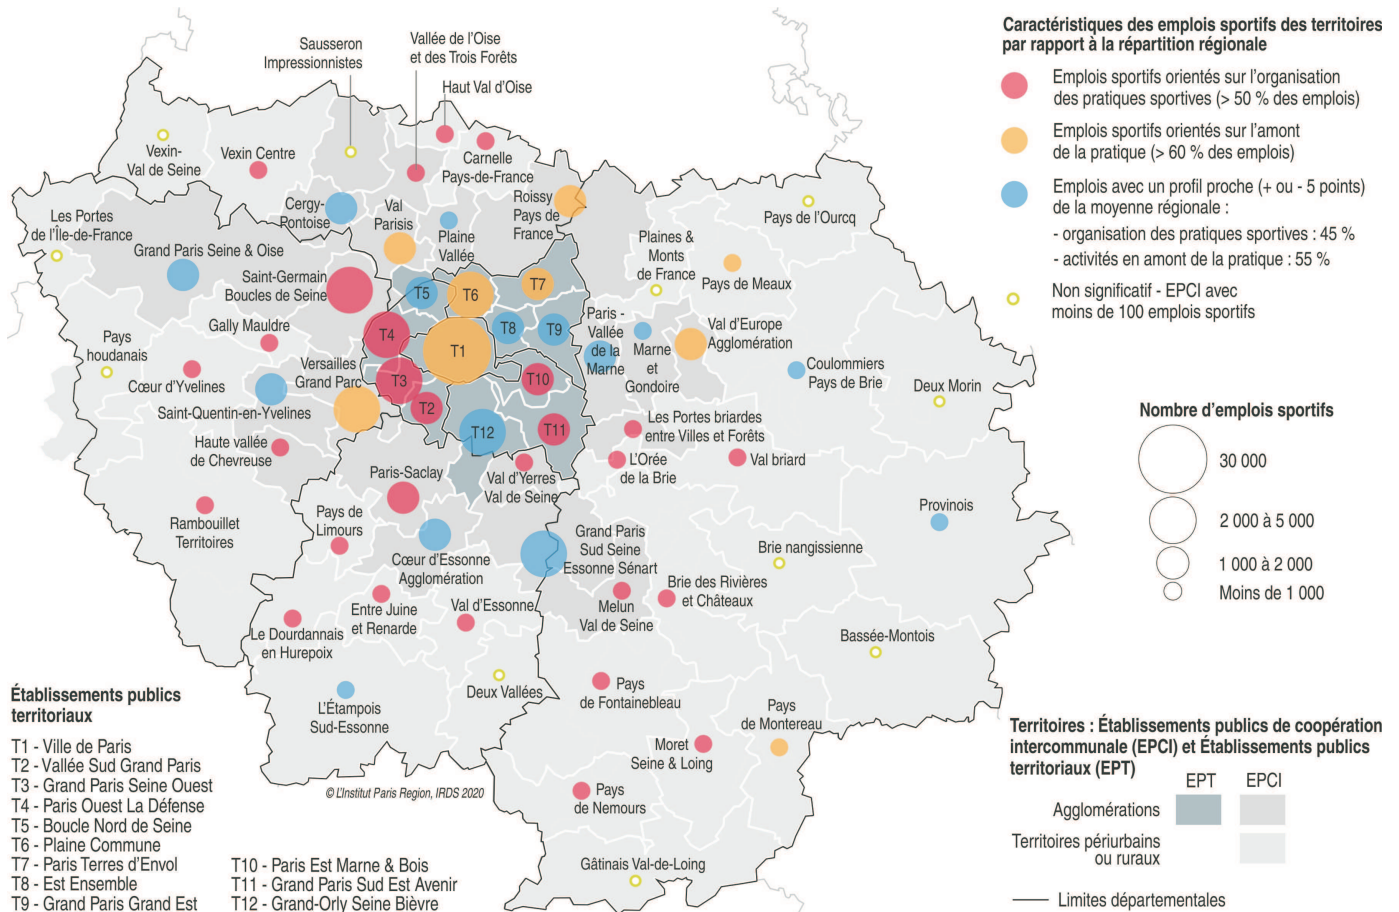 Sausseron
Impressionnistes
Vallée de l'Oise
et des Trois Forêts
Haut Val d'Oise
Vexin-
Val de Seine
Vexin Centre
Carnelle
Pays-de-France
Les Portes
de l'Île-de-France
Cergy-
Pontoise
Val
Parisis
Plaine
Vallée
Roissy
Pays de
France
Pays de l'Ourcq
Grand Paris Seine & Oise
Saint-Germain
Boucles de Seine
Plaines &
Monts
de France
Pays de Meaux
T5
T6
T7
T4
T8
T9
T1
Paris -
Vallée
de la
Marne
Marne
et
Gondoire
Val d'Europe
Agglomération
Gally Mauldre
Pays
houdanais
Cœur d'Yvelines
Versailles
Grand Parc
Saint-Quentin-en-Yvelines
T3
T2
T10
T11
T12
Coulommiers
Pays de Brie
Deux Morin
Haute vallée
de Chevreuse
Les Portes briardes
entre Villes et Forêts
L'Orée
de la Brie
Val briard
Paris-Saclay
Val d'Yerres
Val de Seine
Rambouillet
Territoires
Pays de
Limours
Cœur d'Essonne
Agglomération
Grand Paris
Sud Seine
Essonne Sénart
Provinois
Brie nangissienne
Entre Juine
et Renarde
Val d'Essonne
Melun
Val de Seine
Brie des Rivières
et Châteaux
Le Dourdannais
en Hurepoix
Bassée-Montois
L'Étampois
Sud-Essonne
Deux Vallées
Pays
de Fontainebleau
Pays
de Montereau
Moret
Seine & Loing
Pays
de Nemours
Gâtinais Val-de-Loing
© L'Institut Paris Region, IRDS 2020
Établissements publics
territoriaux
T1 - Ville de Paris
T2 - Vallée Sud Grand Paris
T3 - Grand Paris Seine Ouest
T4 - Paris Ouest La Défense
T5 - Boucle Nord de Seine
T6 - Plaine Commune
T7 - Paris Terres d'Envol
T8 - Est Ensemble
T9 - Grand Paris Grand Est
T10 - Paris Est Marne & Bois
T11 - Grand Paris Sud Est Avenir
T12 - Grand-Orly Seine Bièvre
Caractéristiques des emplois sportifs des territoires
par rapport à la répartition régionale
Emplois sportifs orientés sur l'organisation
des pratiques sportives (> 50 % des emplois)
Emplois sportifs orientés sur l'amont
de la pratique (> 60 % des emplois)
Emplois avec un profil proche (+ ou - 5 points)
de la moyenne régionale :
- organisation des pratiques sportives : 45 %
- activités en amont de la pratique : 55 %
Non significatif - EPCI avec
moins de 100 emplois sportifs
Nombre d'emplois sportifs
30 000
2 000 à 5 000
1 000 à 2 000
Moins de 1 000
Territoires : Établissements publics de coopération
intercommunale (EPCI) et Établissements publics
territoriaux (EPT)
EPT EPCI
Agglomérations
Territoires périurbains
ou ruraux
Limites départementales